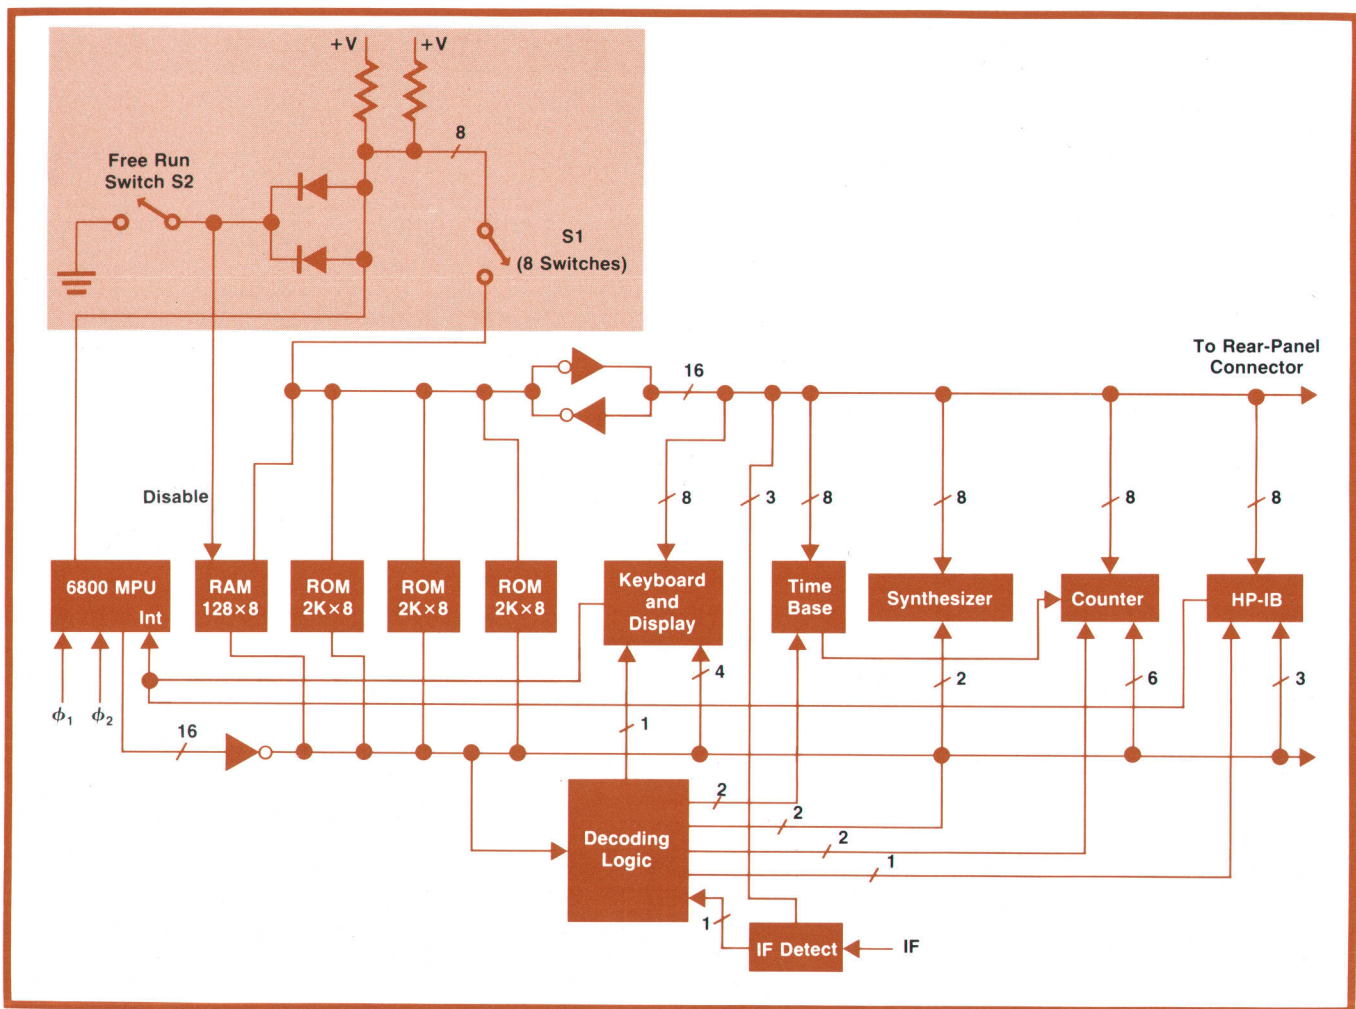 +V
+V
8
Free Run
Switch S2
S1
(8 Switches)
To Rear-Panel
Connector
16
Disable
8
3
8
8
8
8
6800 MPU
Int
RAM
128×8
ROM
2K×8
ROM
2K×8
ROM
2K×8
Keyboard
and
Display
Time
Base
Synthesizer
Counter
HP-IB
4
2
6
3
ϕ1
ϕ2
16
1
Decoding
Logic
2
2
2
1
1
IF Detect
IF